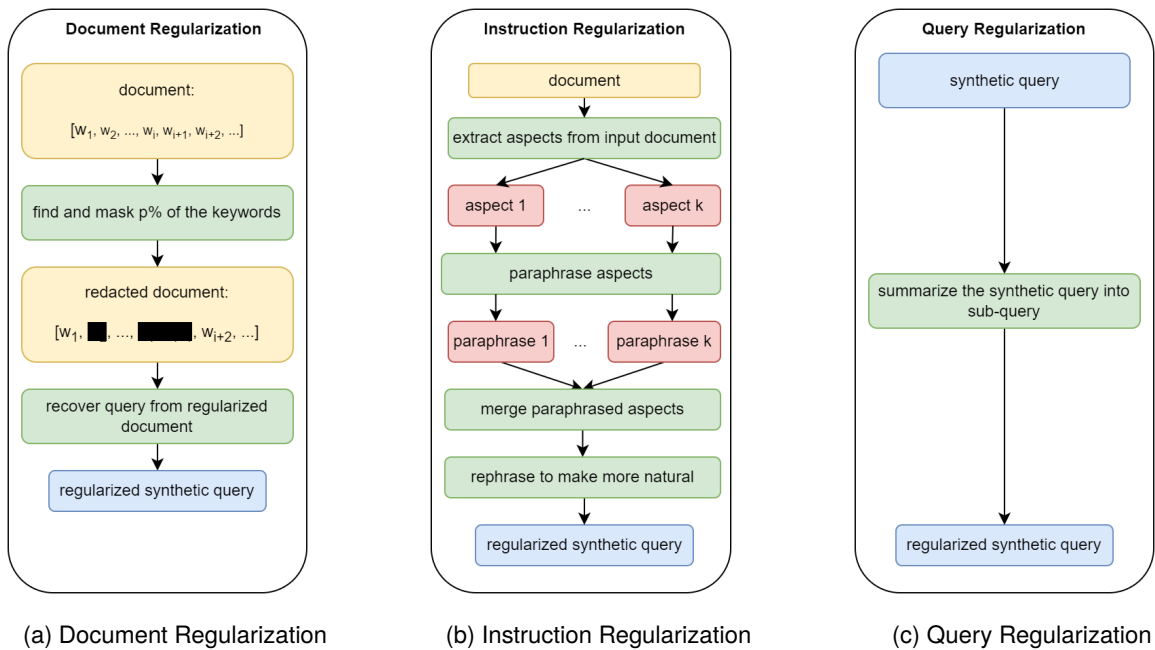 Document Regularization
document:
[w1, w2, ..., wi, wi+1, wi+2, ...]
find and mask p% of the keywords
redacted document:
[w1, , ..., , wi+2, ...]
recover query from regularized
document
regularized synthetic query
(a) Document Regularization
Instruction Regularization
document
extract aspects from input document
aspect 1 ... aspect k
paraphrase aspects
paraphrase 1 ... paraphrase k
merge paraphrased aspects
rephrase to make more natural
regularized synthetic query
(b) Instruction Regularization
Query Regularization
synthetic query
summarize the synthetic query into
sub-query
regularized synthetic query
(c) Query Regularization